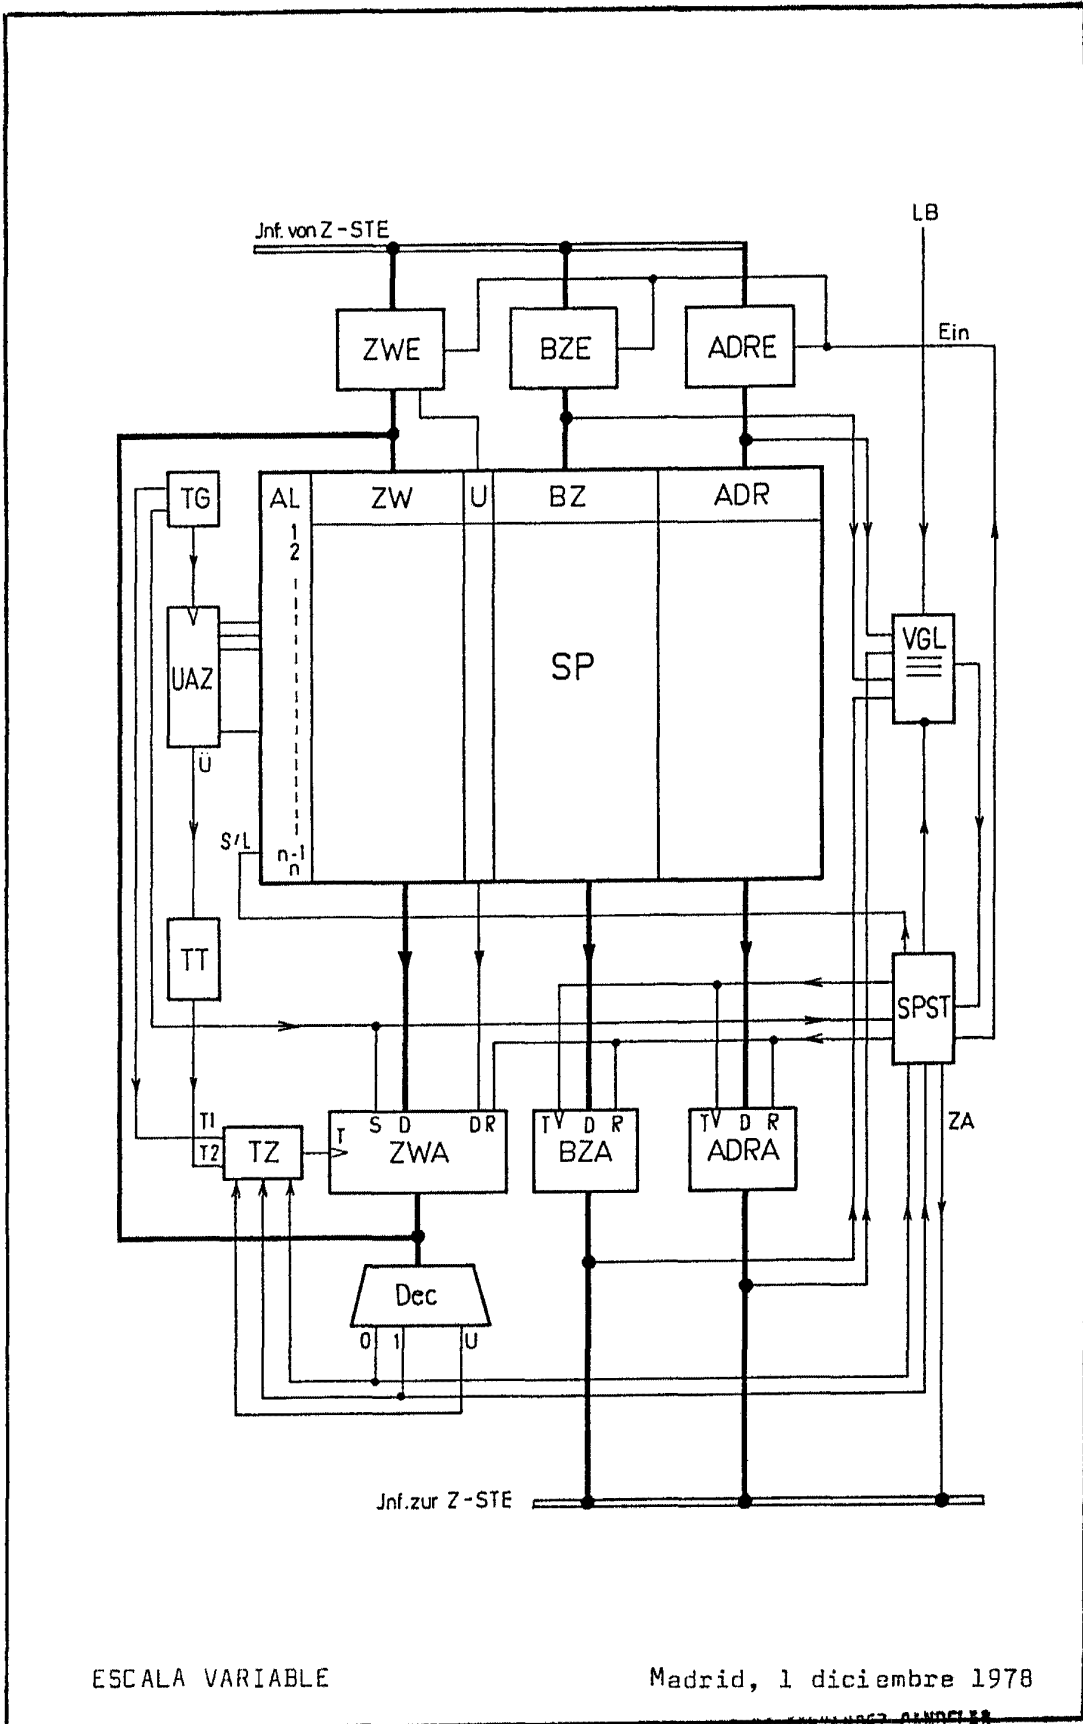 LB
Jnf. von Z-STE
Ein
ZWE
BZE
ADRE
TG
AL
ZW
U
BZ
ADR
1
2
VGL
SP
UAZ
Ü
S/L
n-1
n
TT
SPST
T1
T2
TZ
T
S
D
D
R
ZWA
T
D
R
BZA
T
D
R
ADRA
ZA
Dec
0
1
U
Jnf.zur Z-STE
ESCALA VARIABLE
Madrid, 1 diciembre 1978